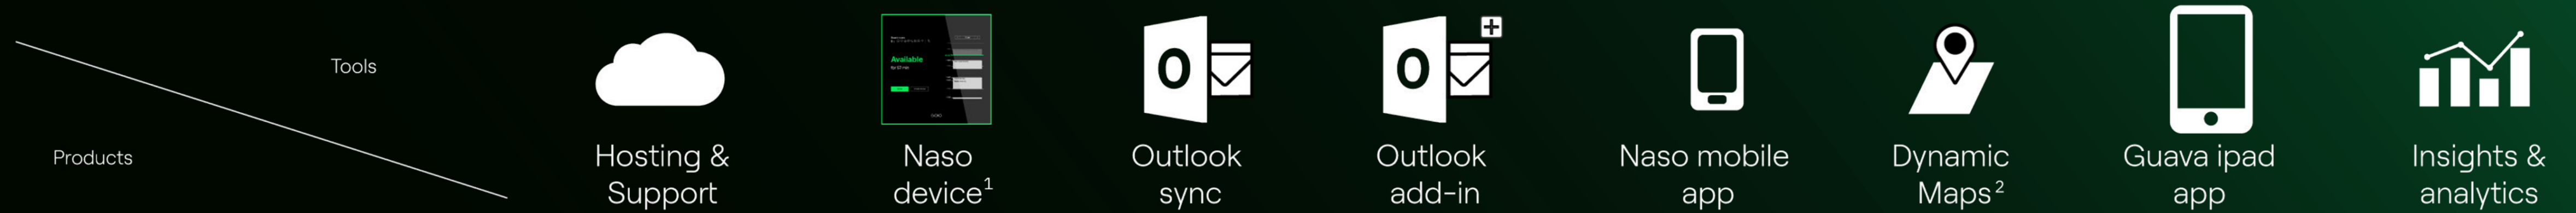 Tools
Products
Hosting &
Support
Available
Naso
device¹
Outlook
sync
Outlook
add-in
Naso mobile
app
Dynamic
Maps²
Guava ipad
app
Insights &
analytics